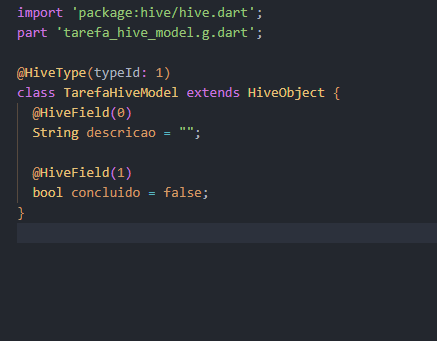 import 'package:hive/hive.dart';
part 'tarefa_hive_model.g.dart';
@HiveType(typeId: 1)
class TarefaHiveModel extends HiveObject {
@HiveField(0)
String descricao = "";
@HiveField(1)
bool concluido = false;
}